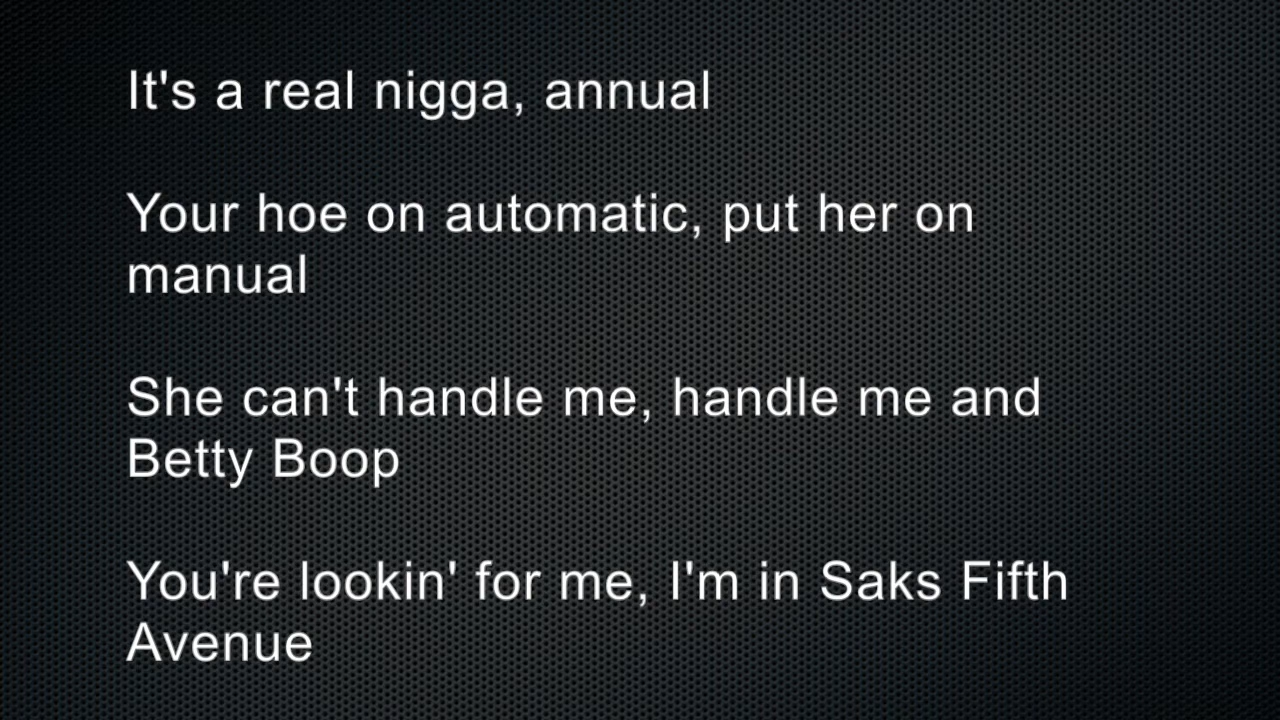 It's a real nigga, annual
Your hoe on automatic, put her on
manual
She can't handle me, handle me and
Betty Boop
You're lookin' for me, I'm in Saks Fifth
Avenue